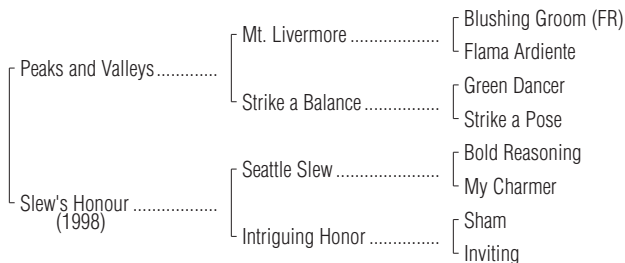 Blushing Groom (FR)
Mt. Livermore ...................
Flama Ardiente
Peaks and Valleys .............
Green Dancer
Strike a Balance ................
Strike a Pose
Bold Reasoning
Seattle Slew ......................
My Charmer
Slew's Honour ..................
(1998)
Sham
Intriguing Honor ...............
Inviting